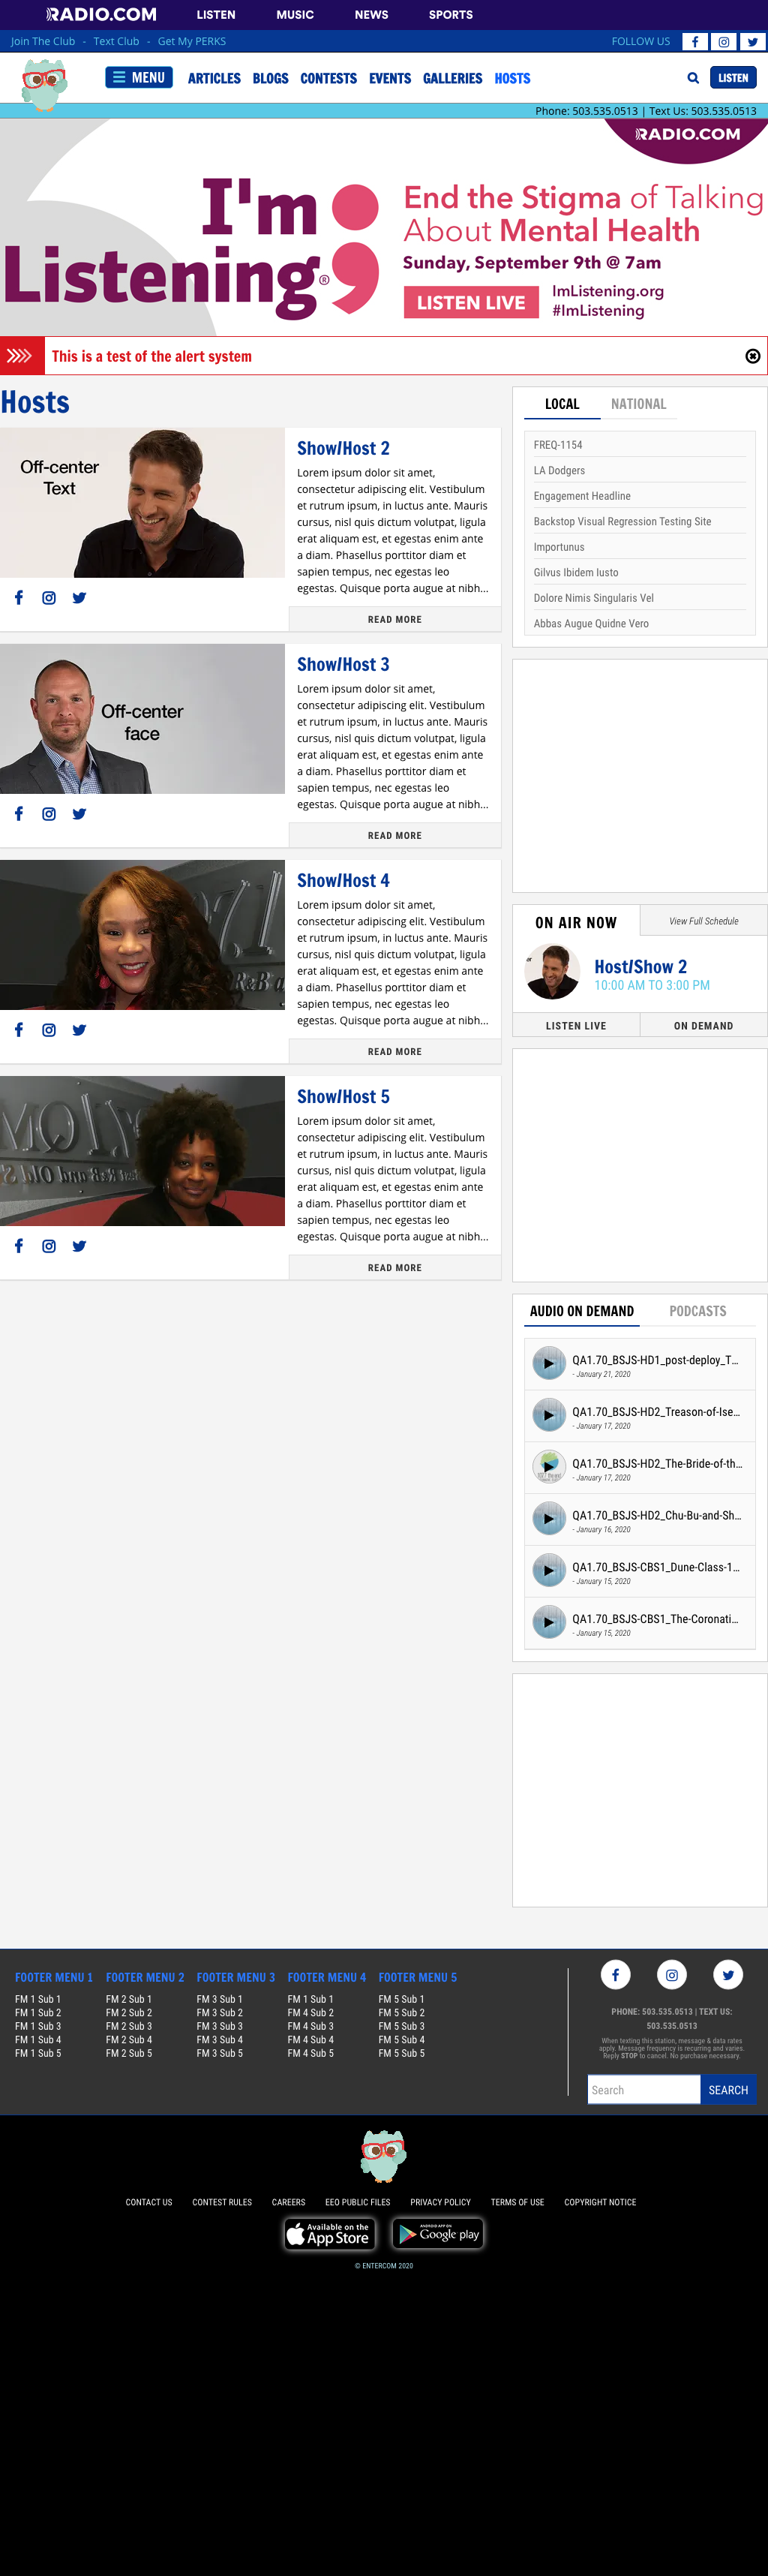 RADIO.COM LISTEN MUSIC NEWS SPORTS
Join The Club - Text Club - Get My PERKS FOLLOW US
MENU ARTICLES BLOGS CONTESTS EVENTS GALLERIES HOSTS LISTEN
Phone: 503.535.0513 | Text Us: 503.535.0513
RADIO.COM
I'm
Listening®
End the Stigma of Talking
About Mental Health
Sunday, September 9th @ 7am
LISTEN LIVE
ImListening.org
#ImListening
This is a test of the alert system
Hosts
Off-center
Text
Show/Host 2
Lorem ipsum dolor sit amet,
consectetur adipiscing elit. Vestibulum
et rutrum ipsum, in luctus ante. Mauris
cursus, nisl quis dictum volutpat, ligula
erat aliquam est, et egestas enim ante
a diam. Phasellus porttitor diam et
sapien tempus, nec egestas leo
egestas. Quisque porta augue at nibh...
READ MORE
Off-center
face
Show/Host 3
Lorem ipsum dolor sit amet,
consectetur adipiscing elit. Vestibulum
et rutrum ipsum, in luctus ante. Mauris
cursus, nisl quis dictum volutpat, ligula
erat aliquam est, et egestas enim ante
a diam. Phasellus porttitor diam et
sapien tempus, nec egestas leo
egestas. Quisque porta augue at nibh...
READ MORE
R&B a
Show/Host 4
Lorem ipsum dolor sit amet,
consectetur adipiscing elit. Vestibulum
et rutrum ipsum, in luctus ante. Mauris
cursus, nisl quis dictum volutpat, ligula
erat aliquam est, et egestas enim ante
a diam. Phasellus porttitor diam et
sapien tempus, nec egestas leo
egestas. Quisque porta augue at nibh...
READ MORE
Show/Host 5
Lorem ipsum dolor sit amet,
consectetur adipiscing elit. Vestibulum
et rutrum ipsum, in luctus ante. Mauris
cursus, nisl quis dictum volutpat, ligula
erat aliquam est, et egestas enim ante
a diam. Phasellus porttitor diam et
sapien tempus, nec egestas leo
egestas. Quisque porta augue at nibh...
READ MORE
LOCAL NATIONAL
FREQ-1154
LA Dodgers
Engagement Headline
Backstop Visual Regression Testing Site
Importunus
Gilvus Ibidem Iusto
Dolore Nimis Singularis Vel
Abbas Augue Quidne Vero
ON AIR NOW View Full Schedule
Host/Show 2
10:00 AM TO 3:00 PM
LISTEN LIVE ON DEMAND
AUDIO ON DEMAND PODCASTS
QA1.70_BSJS-HD1_post-deploy_T...
- January 21, 2020
QA1.70_BSJS-HD2_Treason-of-Ise...
- January 17, 2020
QA1.70_BSJS-HD2_The-Bride-of-th...
- January 17, 2020
QA1.70_BSJS-HD2_Chu-Bu-and-Sh...
- January 16, 2020
QA1.70_BSJS-CBS1_Dune-Class-1...
- January 15, 2020
QA1.70_BSJS-CBS1_The-Coronati...
- January 15, 2020
FOOTER MENU 1 FOOTER MENU 2 FOOTER MENU 3 FOOTER MENU 4 FOOTER MENU 5
FM 1 Sub 1 FM 2 Sub 1 FM 3 Sub 1 FM 1 Sub 1 FM 5 Sub 1
FM 1 Sub 2 FM 2 Sub 2 FM 3 Sub 2 FM 4 Sub 2 FM 5 Sub 2
FM 1 Sub 3 FM 2 Sub 3 FM 3 Sub 3 FM 4 Sub 3 FM 5 Sub 3
FM 1 Sub 4 FM 2 Sub 4 FM 3 Sub 4 FM 4 Sub 4 FM 5 Sub 4
FM 1 Sub 5 FM 2 Sub 5 FM 3 Sub 5 FM 4 Sub 5 FM 5 Sub 5
PHONE: 503.535.0513 | TEXT US:
503.535.0513
When texting this station, message & data rates
apply. Message frequency is recurring and varies.
Reply STOP to cancel. No purchase necessary.
Search SEARCH
CONTACT US CONTEST RULES CAREERS EEO PUBLIC FILES PRIVACY POLICY TERMS OF USE COPYRIGHT NOTICE
Available on the
App Store
ANDROID APP ON
Google play
© ENTERCOM 2020